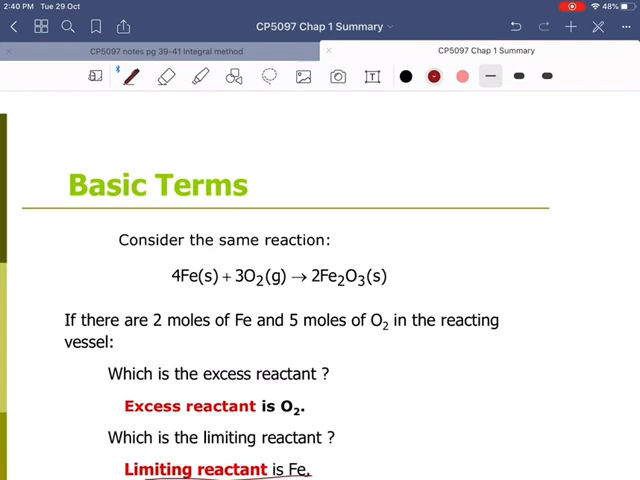 2:40 PM Tue 29 Oct 48%
CP5097 Chap 1 Summary
CP5097 notes pg 39-41 Integral method
CP5097 Chap 1 Summary
T
Basic Terms
Consider the same reaction:
4Fe(s) + 3O₂(g) → 2Fe₂O₃(s)
If there are 2 moles of Fe and 5 moles of O₂ in the reacting
vessel:
Which is the excess reactant ?
Excess reactant is O₂.
Which is the limiting reactant ?
Limiting reactant is Fe.